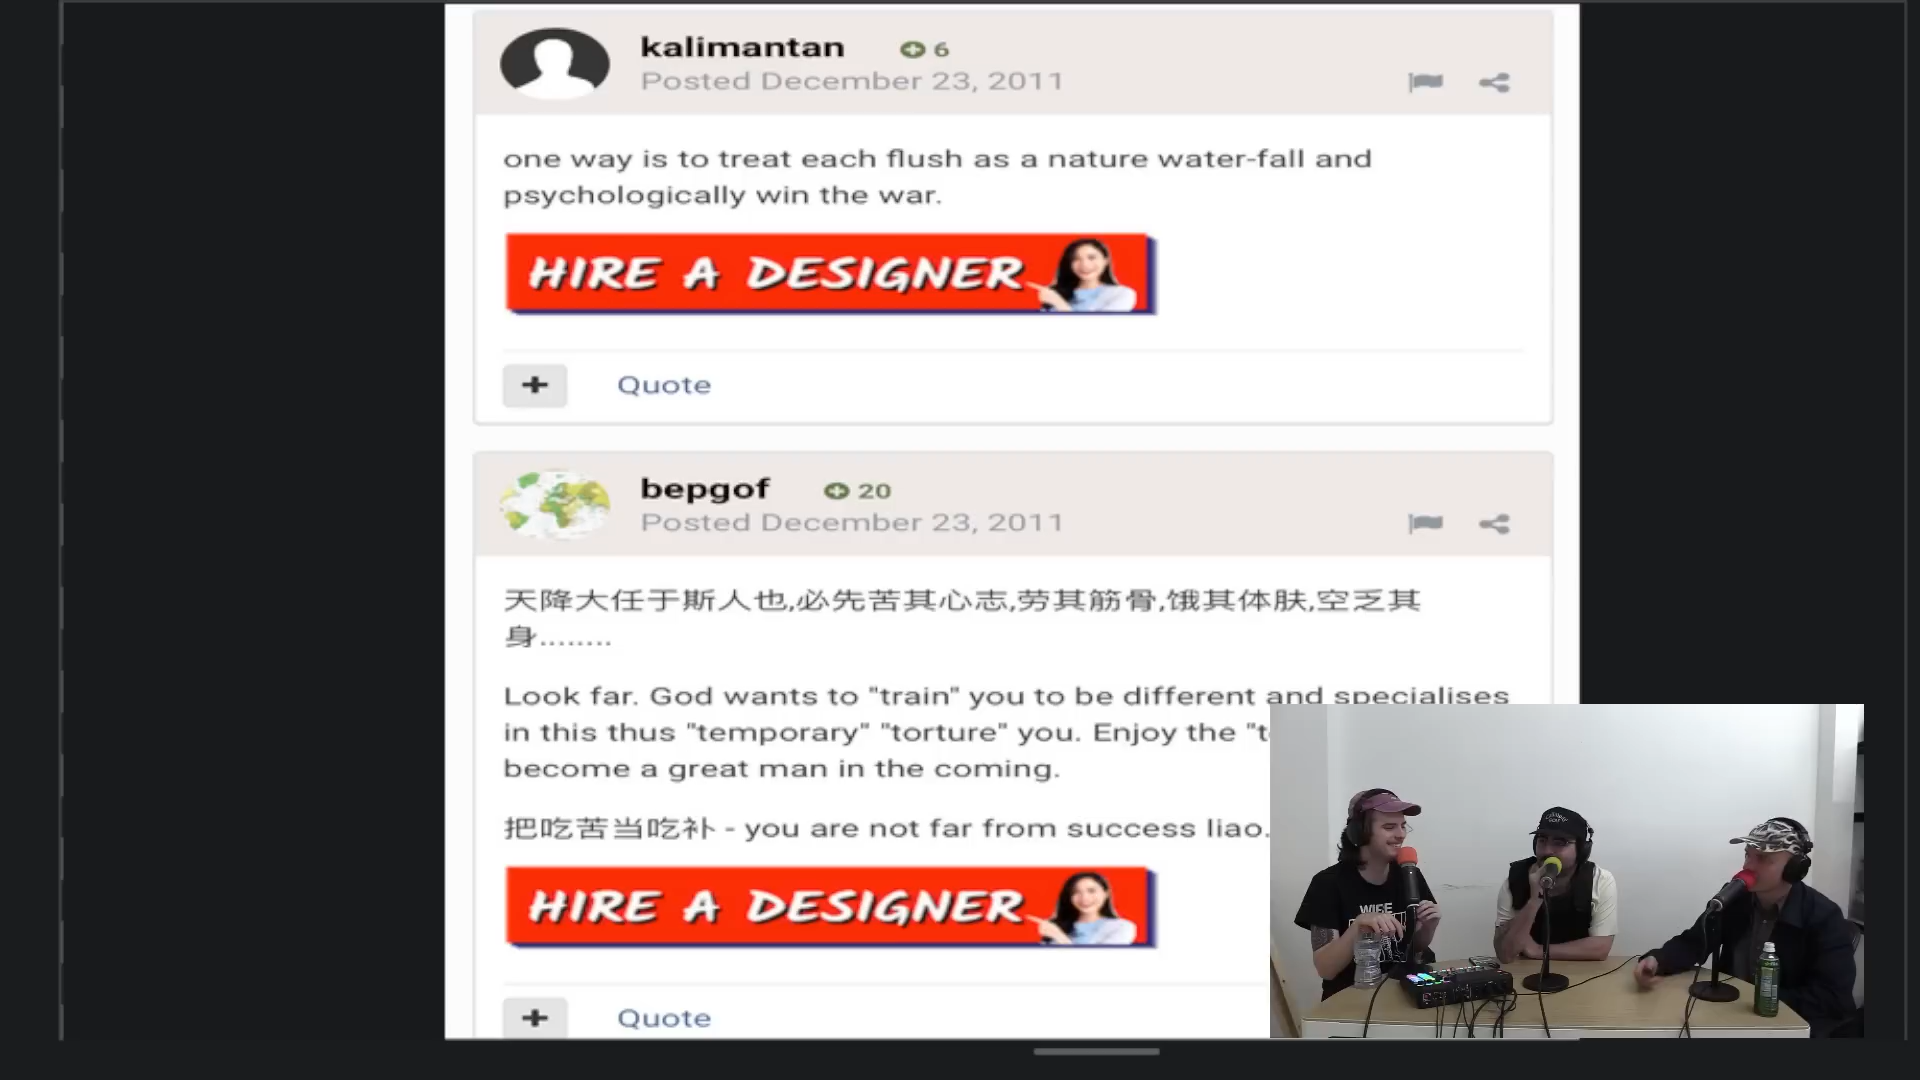 kalimantan 6
Posted December 23, 2011
one way is to treat each flush as a nature water-fall and
psychologically win the war.
HIRE A DESIGNER
Quote
bepgof 20
Posted December 23, 2011
天降大任于斯人也,必先苦其心志,劳其筋骨,饿其体肤,空乏其
身........
Look far. God wants to "train" you to be different and specialises
in this thus "temporary" "torture" you. Enjoy the
become a great man in the coming.
把吃苦当吃补 - you are not far from success liao.
HIRE A DESIGNER
Quote
WIFE